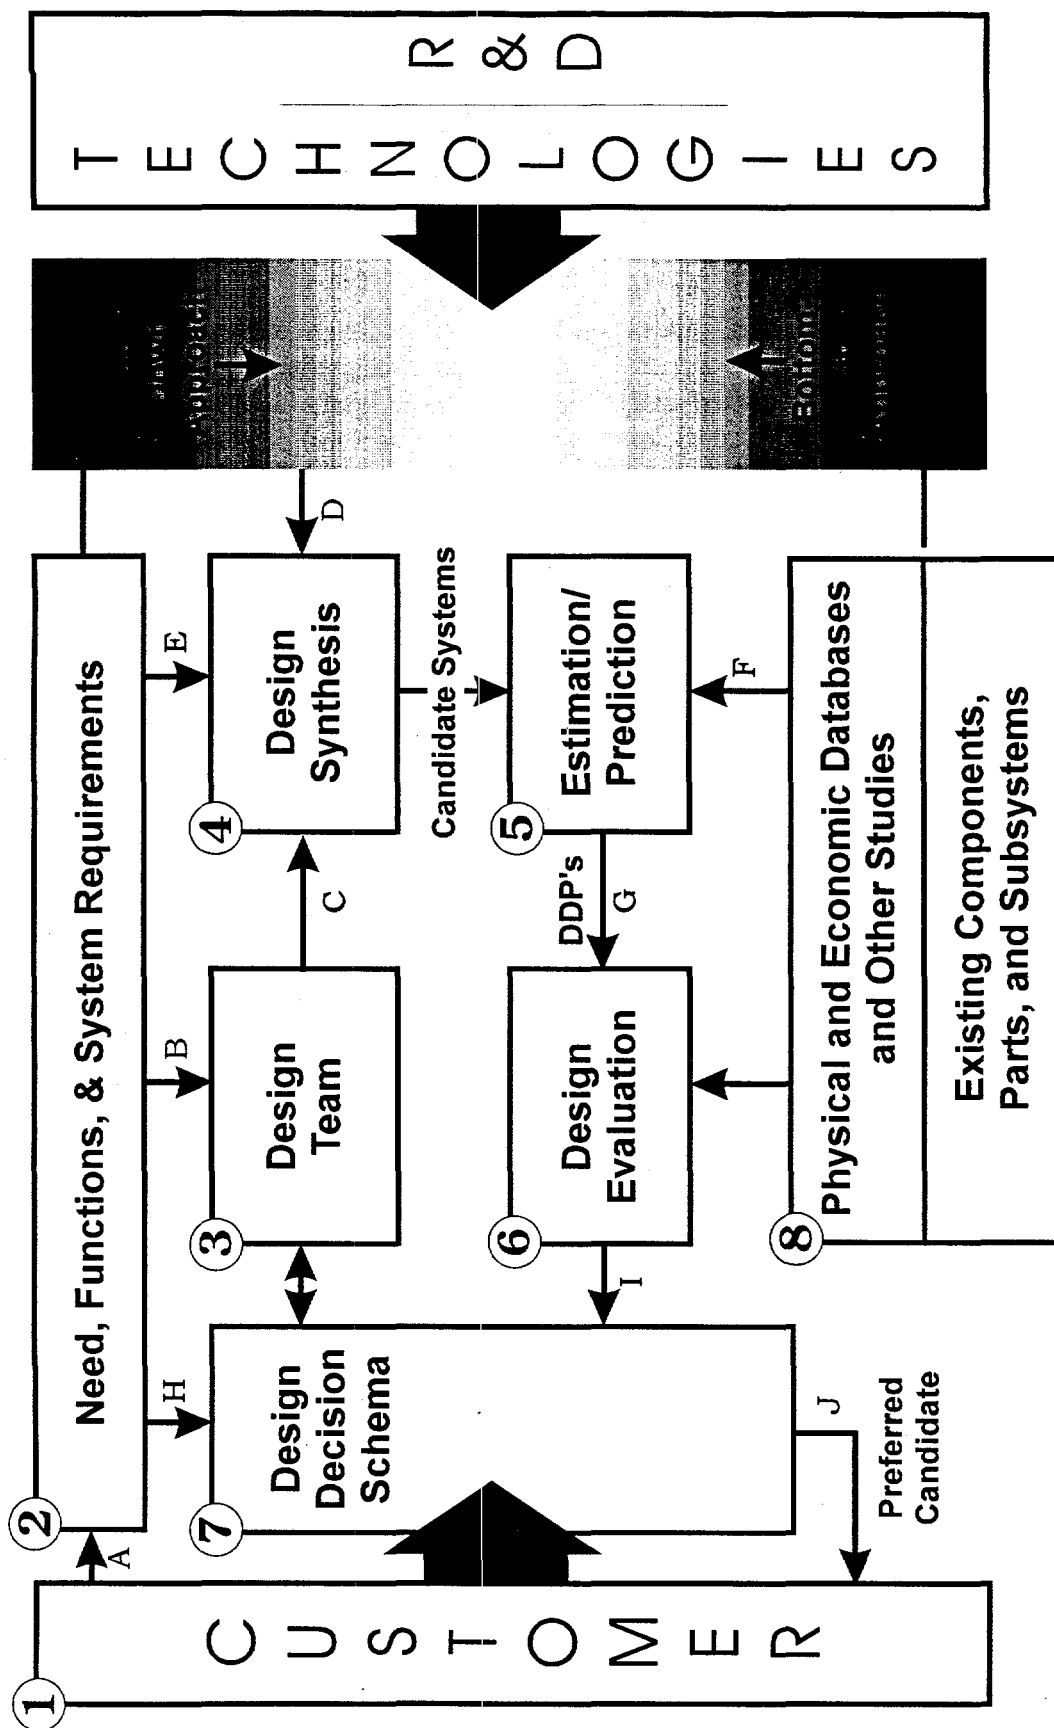 1
CUSTOMER
A
2
Need, Functions, & System Requirements
H
B
E
7
Design
Decision
Schema
3
Design
Team
C
4
Design
Synthesis
D
Candidate Systems
I
6
Design
Evaluation
DDP's
G
5
Estimation/
Prediction
F
J
Preferred
Candidate
8
Physical and Economic Databases
and Other Studies
Existing Components,
Parts, and Subsystems
TECHNOLOGIES
R&D